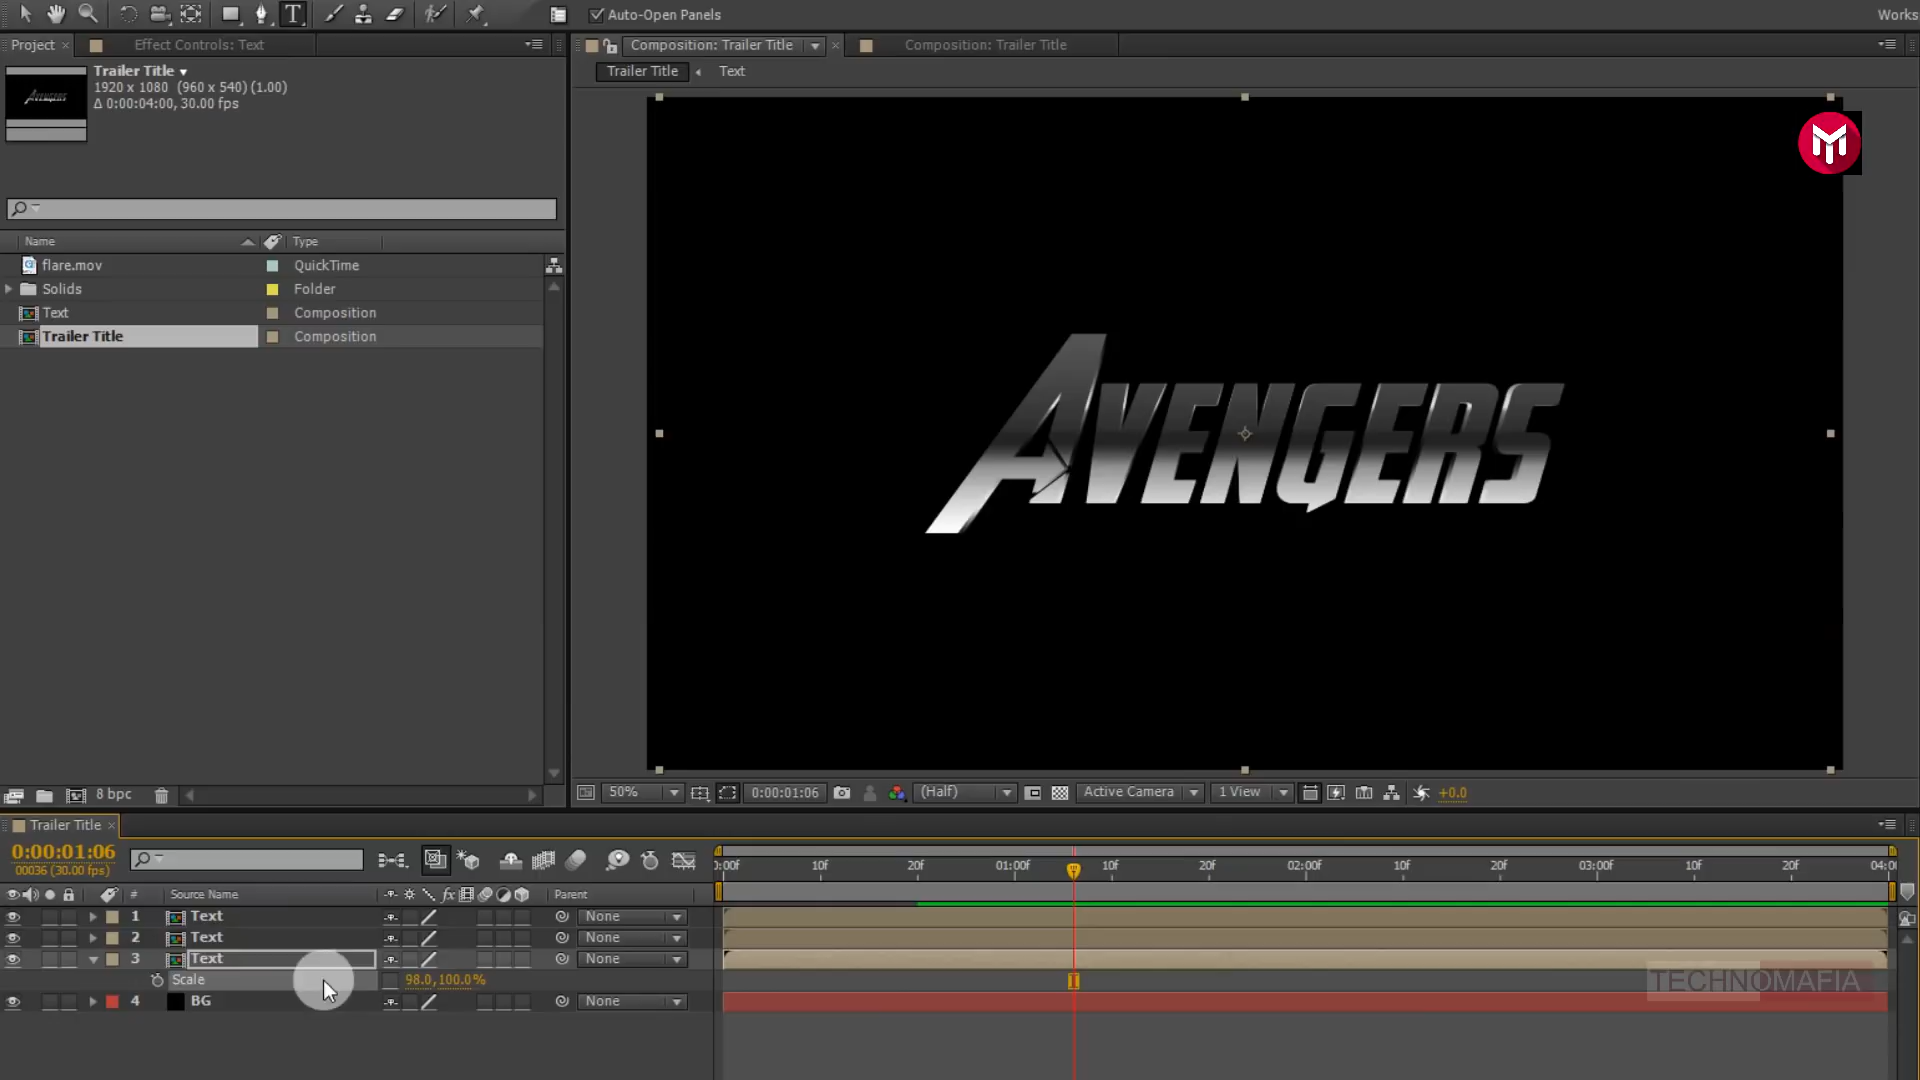 Auto-Open Panels
Works
Project
Effect Controls: Text
Composition: Trailer Title
Composition: Trailer Title
Trailer Title
1920 x 1080 (960 x 540) (1.00)
Δ 0:00:04:00, 30.00 fps
Trailer Title
Text
AVENGERS
Name
Type
flare.mov
QuickTime
Solids
Folder
Text
Composition
Trailer Title
Composition
8 bpc
50%
0:00:01:06
(Half)
Active Camera
1 View
+0.0
Trailer Title
0:00:01:06
00036 (30.00 fps)
0:00f
10f
20f
01:00f
10f
20f
02:00f
10f
20f
03:00f
10f
20f
04:00
#
Source Name
fx
Parent
1
Text
None
2
Text
None
3
Text
None
Scale
98.0, 100.0%
4
BG
None
TECHNOMAFIA